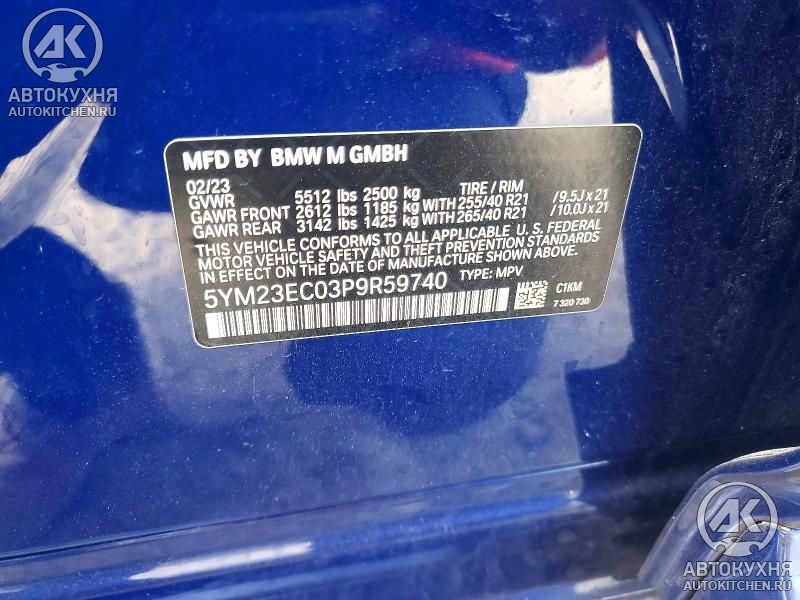 AK
АВТОКУХНЯ
AUTOKITCHEN.RU
MFD BY BMW M GMBH
02/23
GVWR 5512 lbs 2500 kg TIRE / RIM
GAWR FRONT 2612 lbs 1185 kg WITH 255/40 R21 / 9.5J x 21
GAWR REAR 3142 lbs 1425 kg WITH 265/40 R21 / 10.0J x 21
THIS VEHICLE CONFORMS TO ALL APPLICABLE U. S. FEDERAL
MOTOR VEHICLE SAFETY AND THEFT PREVENTION STANDARDS
IN EFFECT ON THE DATE OF MANUFACTURE SHOWN ABOVE.
5YM23EC03P9R59740 TYPE: MPV
C1KM
7 320 730
AK
АВТОКУХНЯ
AUTOKITCHEN.RU